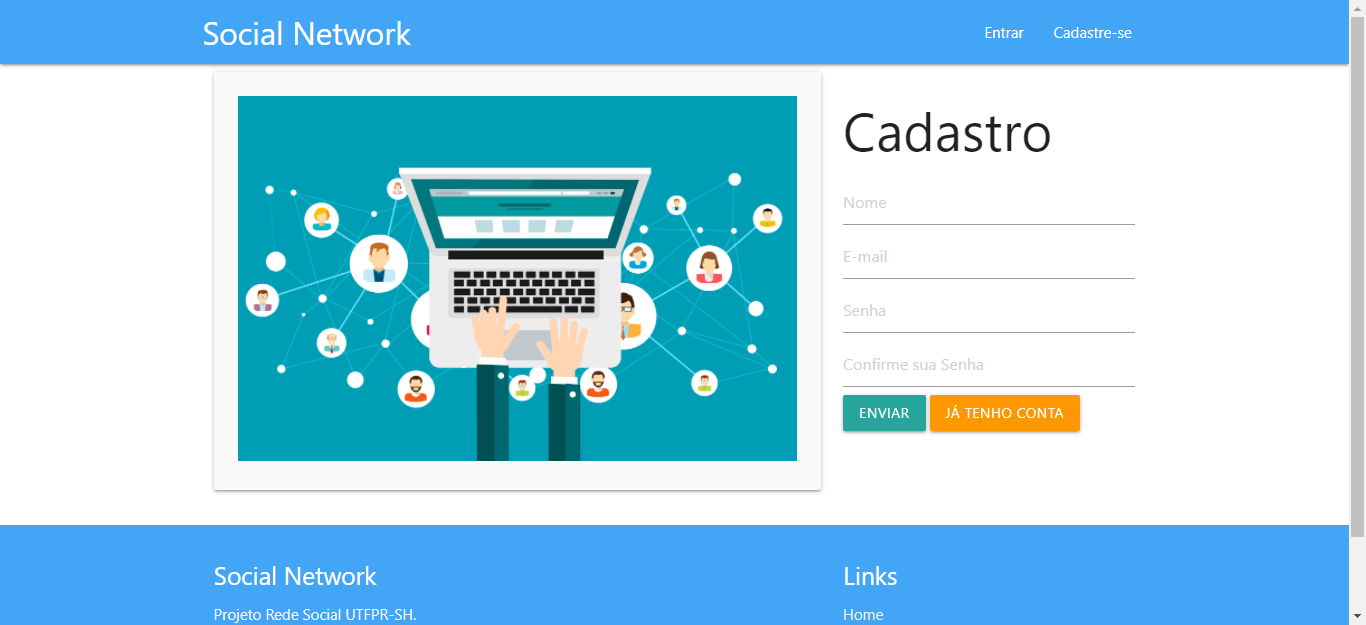 Social Network
Entrar Cadastre-se
Cadastro
Nome
E-mail
Senha
Confirme sua Senha
ENVIAR JÁ TENHO CONTA
Social Network
Links
Projeto Rede Social UTFPR-SH.
Home